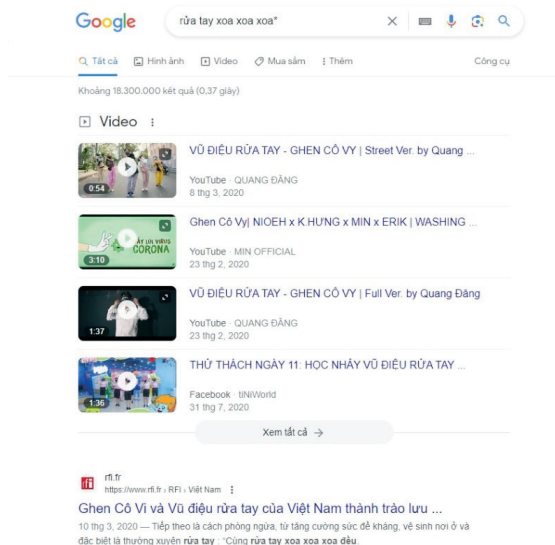 Google
rửa tay xoa xoa xoa"
Tất cả Hình ảnh Video Mua sắm Thêm Công cụ
Khoảng 18.300.000 kết quả (0,37 giây)
Video
VŨ ĐIỆU RỬA TAY - GHEN CÔ VY | Street Ver. by Quang ...
0:54
YouTube · QUANG ĐĂNG
8 thg 3, 2020
Ghen Cô Vy| NIOEH x K.HƯNG x MIN x ERIK | WASHING ...
CORONA
3:10
YouTube · MIN OFFICIAL
23 thg 2, 2020
VŨ ĐIỆU RỬA TAY - GHEN CÔ VY | Full Ver. by Quang Đăng
1:37
YouTube · QUANG ĐĂNG
23 thg 2, 2020
THỬ THÁCH NGÀY 11: HỌC NHẢY VŨ ĐIỆU RỬA TAY ...
1:36
Facebook · tiNiWorld
31 thg 7, 2020
Xem tất cả →
rfi
rfi.fr
https://www.rfi.fr › RFI › Việt Nam
Ghen Cô Vi và Vũ điệu rửa tay của Việt Nam thành trào lưu ...
10 thg 3, 2020 — Tiếp theo là cách phòng ngừa, từ tăng cường sức đề kháng, vệ sinh nơi ở và
đặc biệt là thường xuyên rửa tay : "Cùng rửa tay xoa xoa xoa đều.